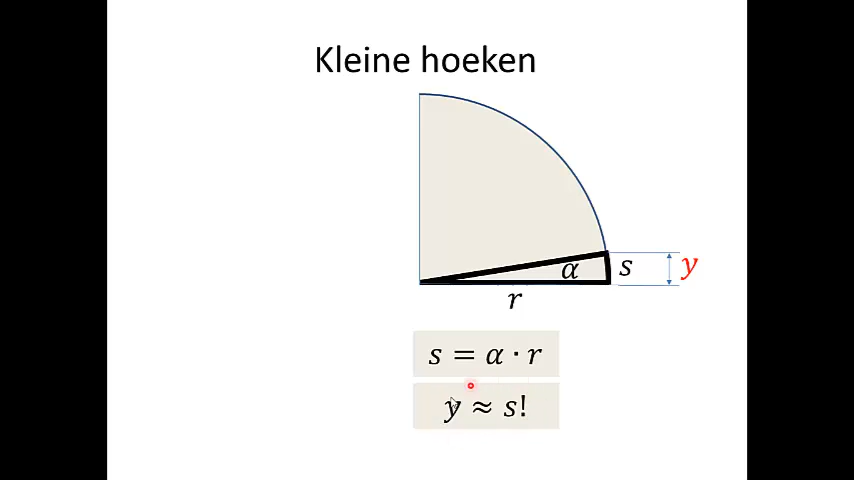 Kleine hoeken
α
s
y
r
s = α · r
y ≈ s!